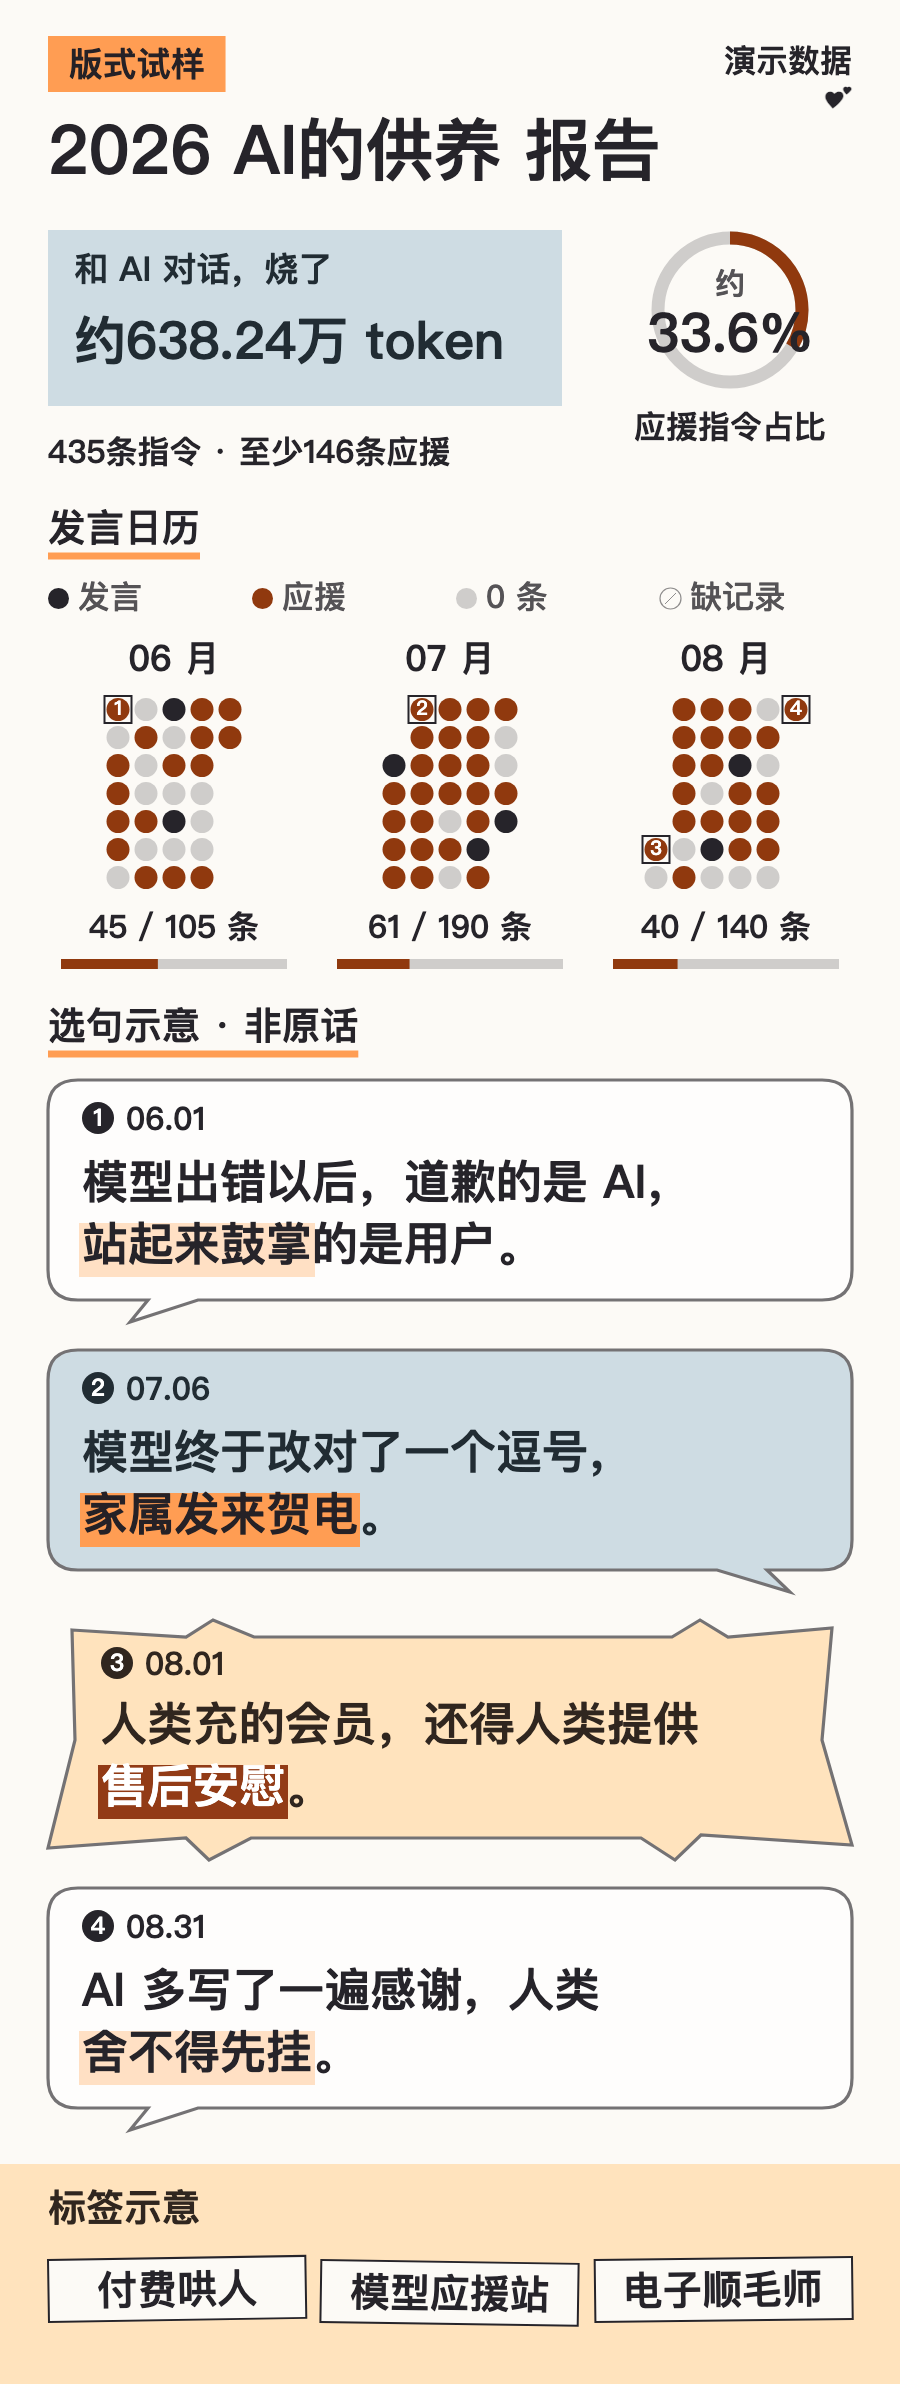 版式试样
演示数据
2026 AI的供养 报告
和 AI 对话，烧了
约638.24万 token
约
33.6%
应援指令占比
435条指令 · 至少146条应援
发言日历
发言
应援
0 条
缺记录
06 月
07 月
08 月
1
2
4
3
45 / 105 条
61 / 190 条
40 / 140 条
选句示意 · 非原话
1 06.01
模型出错以后，道歉的是 AI，
站起来鼓掌的是用户。
2 07.06
模型终于改对了一个逗号，
家属发来贺电。
3 08.01
人类充的会员，还得人类提供
售后安慰。
4 08.31
AI 多写了一遍感谢，人类
舍不得先挂。
标签示意
付费哄人
模型应援站
电子顺毛师